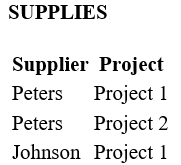 SUPPLIES
Supplier Project
Peters Project 1
Peters Project 2
Johnson Project 1